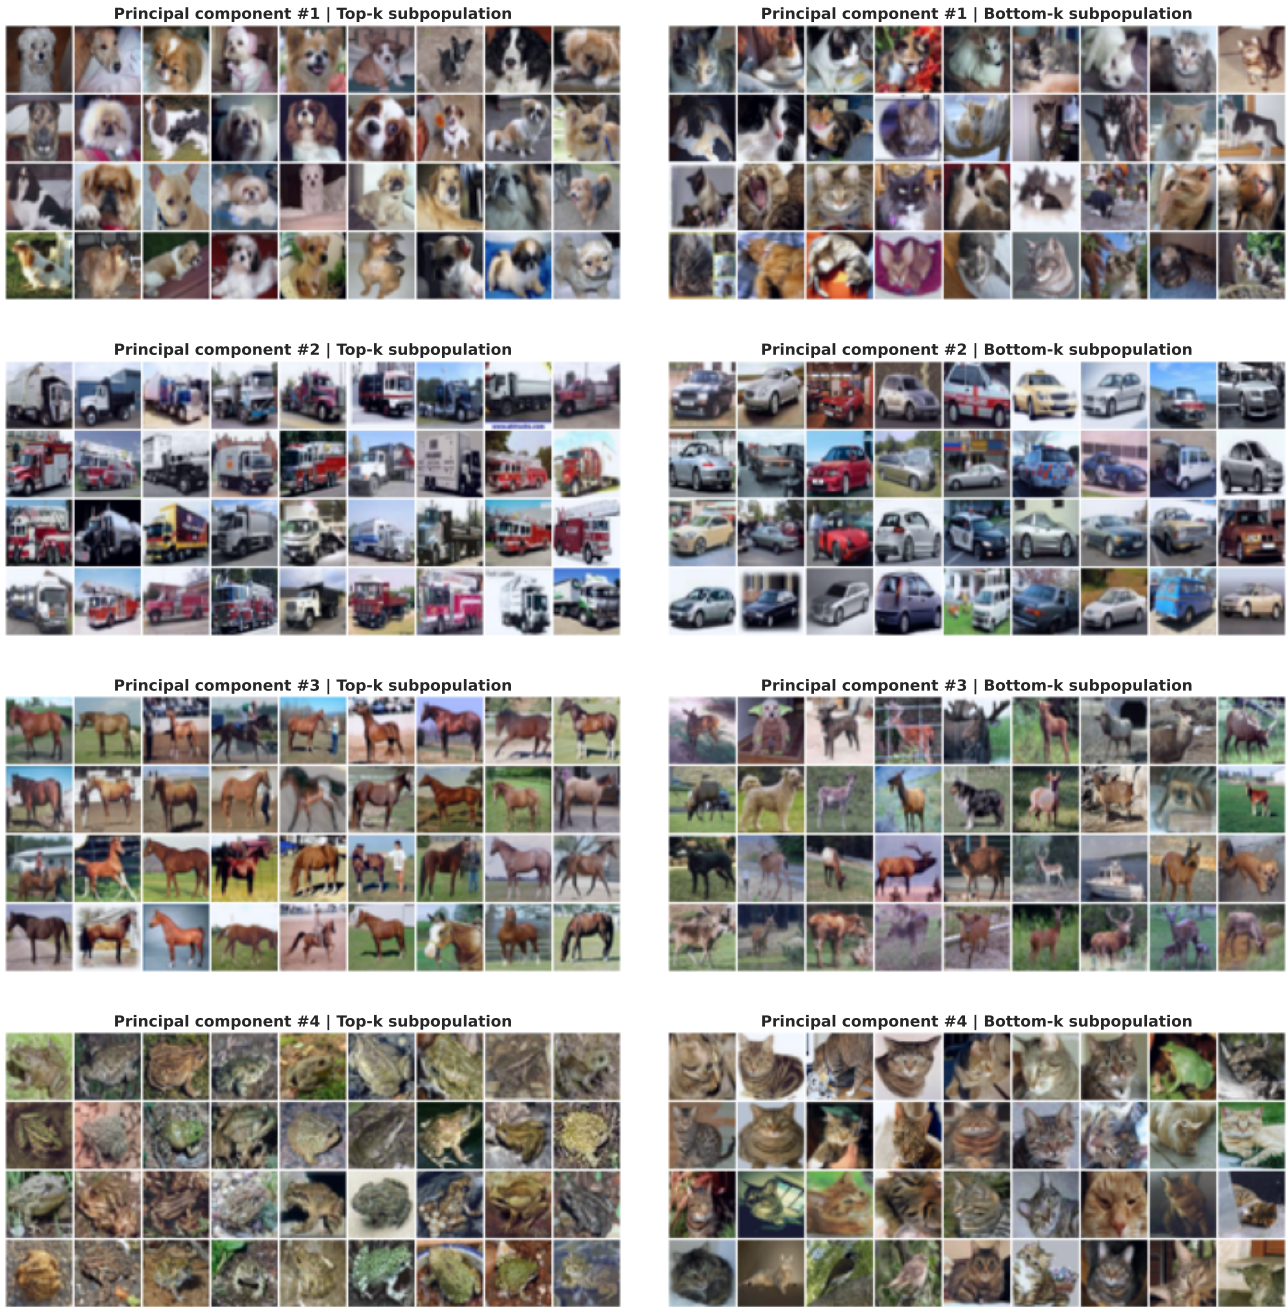 Principal component #1 | Top-k subpopulation
Principal component #1 | Bottom-k subpopulation
Principal component #2 | Top-k subpopulation
Principal component #2 | Bottom-k subpopulation
Principal component #3 | Top-k subpopulation
Principal component #3 | Bottom-k subpopulation
Principal component #4 | Top-k subpopulation
Principal component #4 | Bottom-k subpopulation